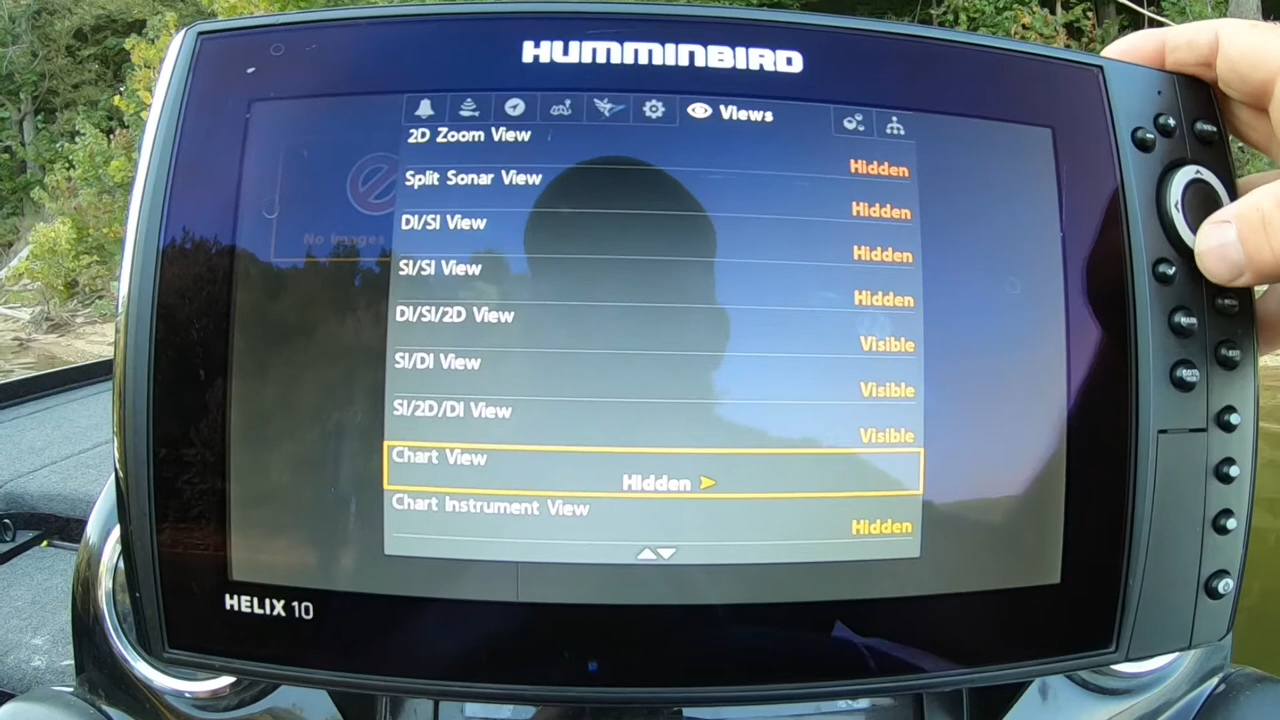 HUMMINBIRD
Views
2D Zoom View
Hidden
Split Sonar View
Hidden
DI/SI View
Hidden
SI/SI View
Hidden
DI/SI/2D View
Visible
SI/DI View
Visible
SI/2D/DI View
Visible
Chart View
Hidden
Chart Instrument View
Hidden
No Images
HELIX 10